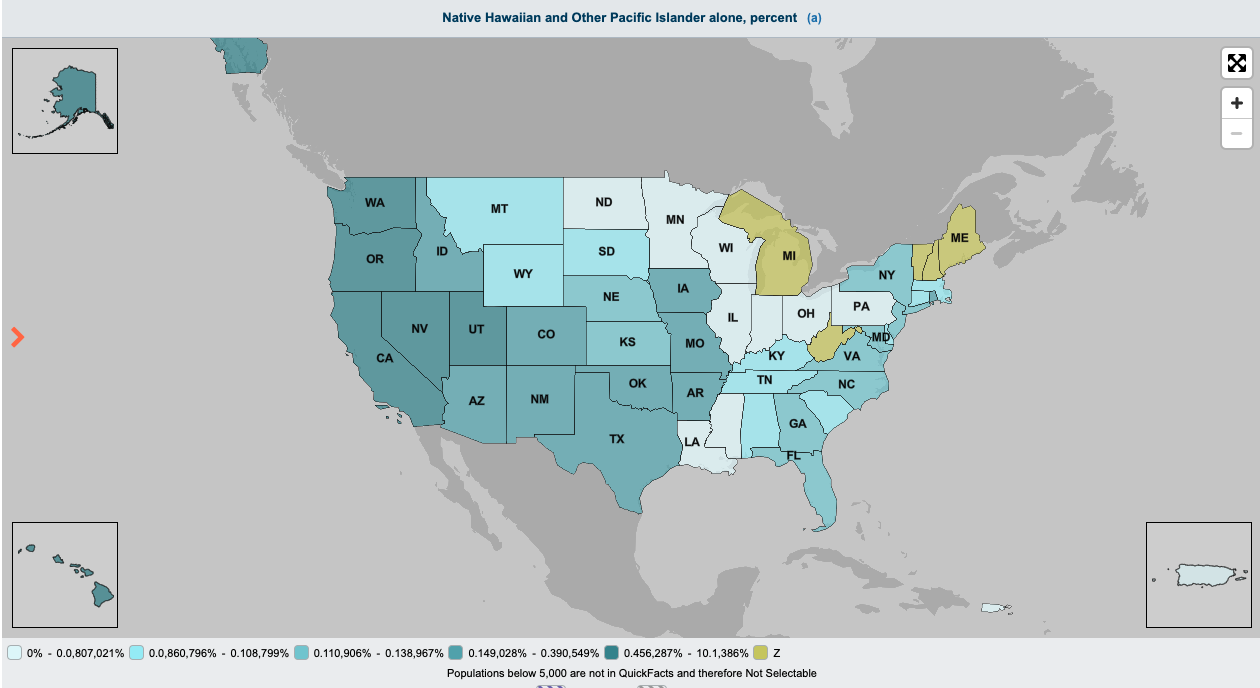 Native Hawaiian and Other Pacific Islander alone, percent (a)
+
−
WA
MT
ND
MN
ME
OR
ID
SD
WI
MI
NY
WY
IA
NE
PA
IL
OH
NV
UT
CO
KS
MO
MD
CA
KY
VA
TN
NC
AZ
NM
OK
AR
GA
TX
LA
FL
0% - 0.0,807,021% 0.0,860,796% - 0.108,799% 0.110,906% - 0.138,967% 0.149,028% - 0.390,549% 0.456,287% - 10.1,386% Z
Populations below 5,000 are not in QuickFacts and therefore Not Selectable